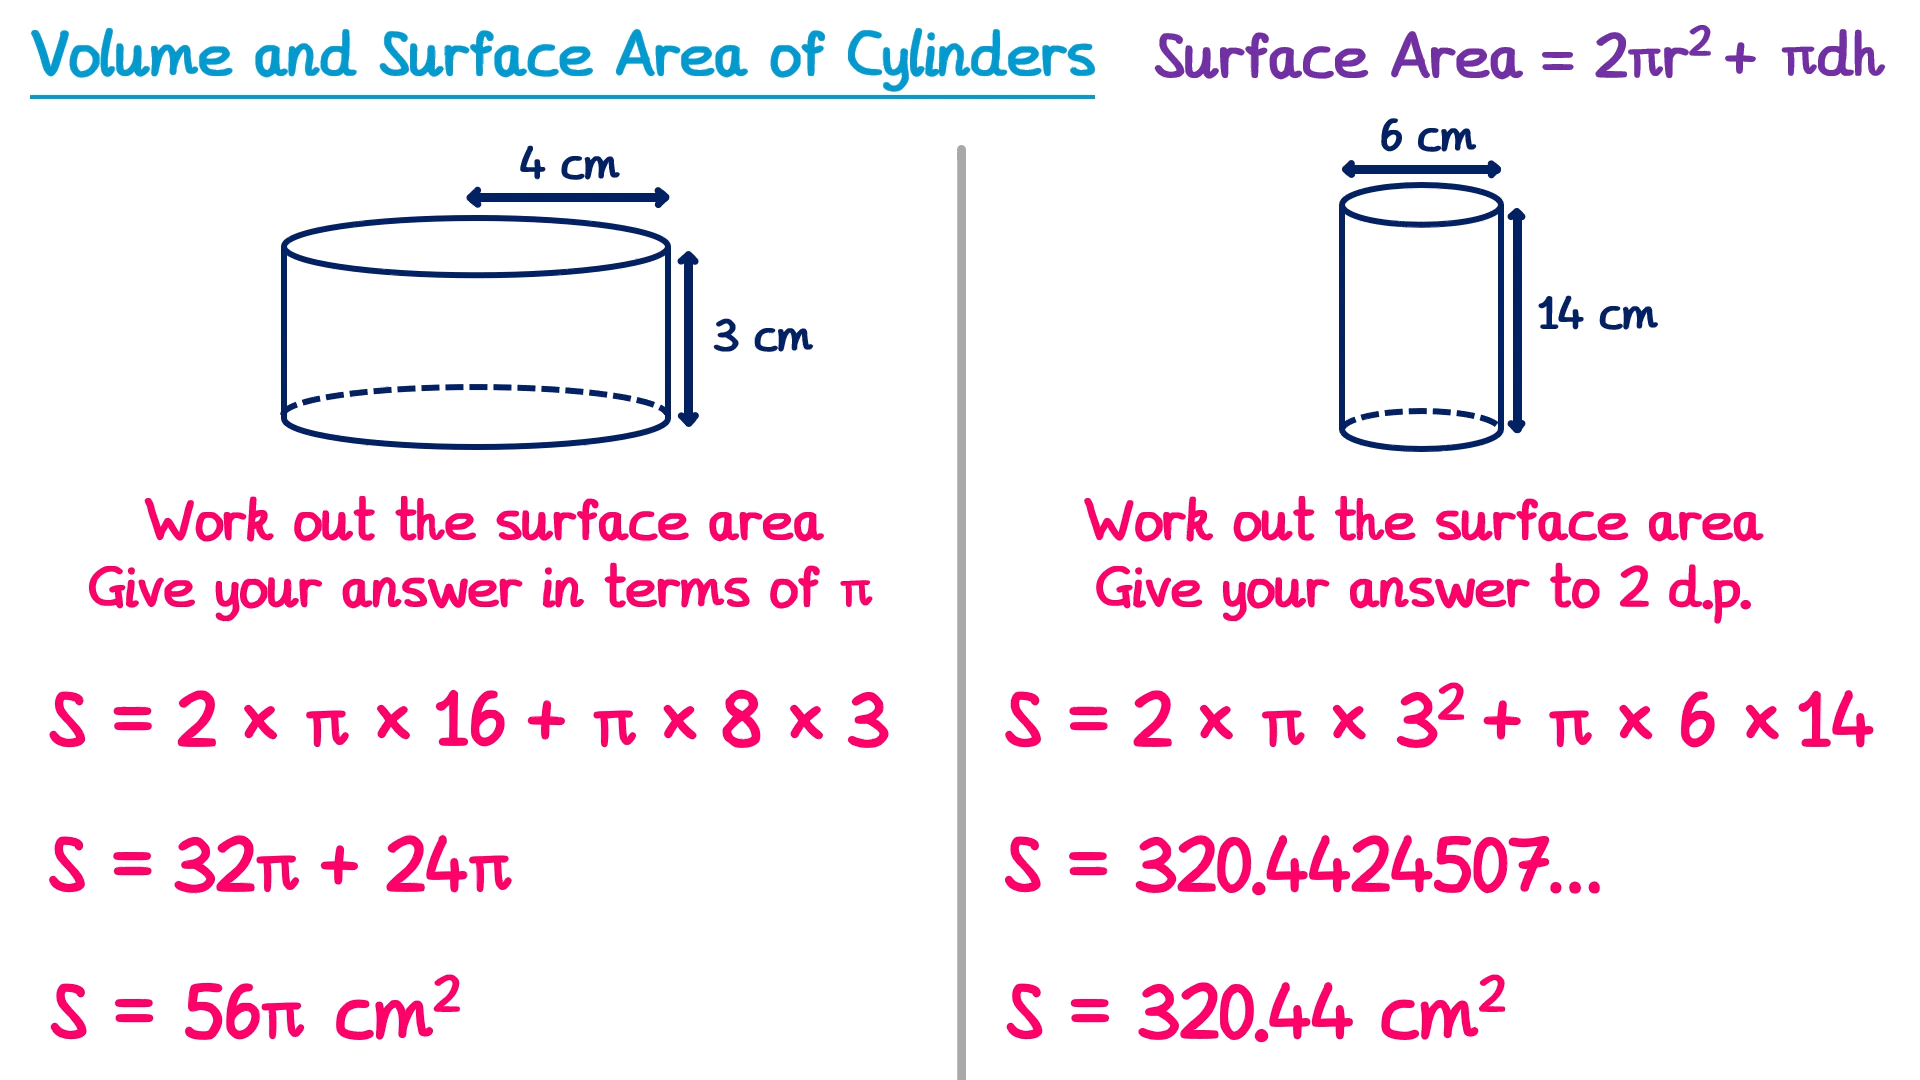 Volume and Surface Area of Cylinders
Surface Area = 2πr² + πdh
4 cm
3 cm
Work out the surface area
Give your answer in terms of π
S = 2 × π × 16 + π × 8 × 3
S = 32π + 24π
S = 56π cm²
6 cm
14 cm
Work out the surface area
Give your answer to 2 d.p.
S = 2 × π × 3² + π × 6 × 14
S = 320.4424507...
S = 320.44 cm²